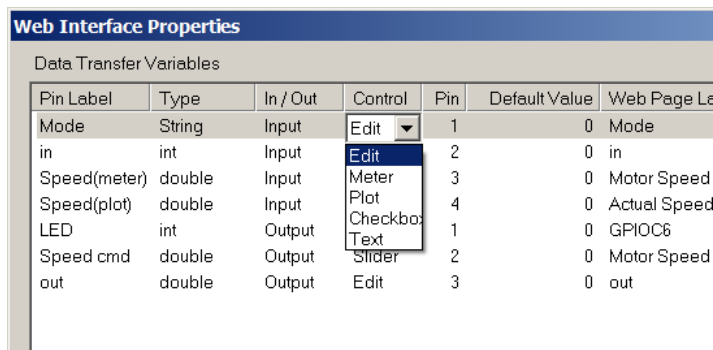 Web Interface Properties
Data Transfer Variables
Pin Label Type In / Out Control Pin Default Value Web Page La
Mode String Input Edit 1 0 Mode
in int Input Edit 2 0 in
Speed(meter) double Input Meter 3 0 Motor Speed
Speed(plot) double Input Plot 4 0 Actual Speed
Checkbox
LED int Output Text 1 0 GPIOC6
Speed cmd double Output Slider 2 0 Motor Speed
out double Output Edit 3 0 out